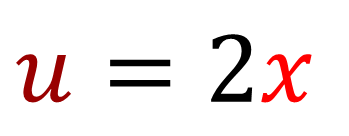 u = 2x